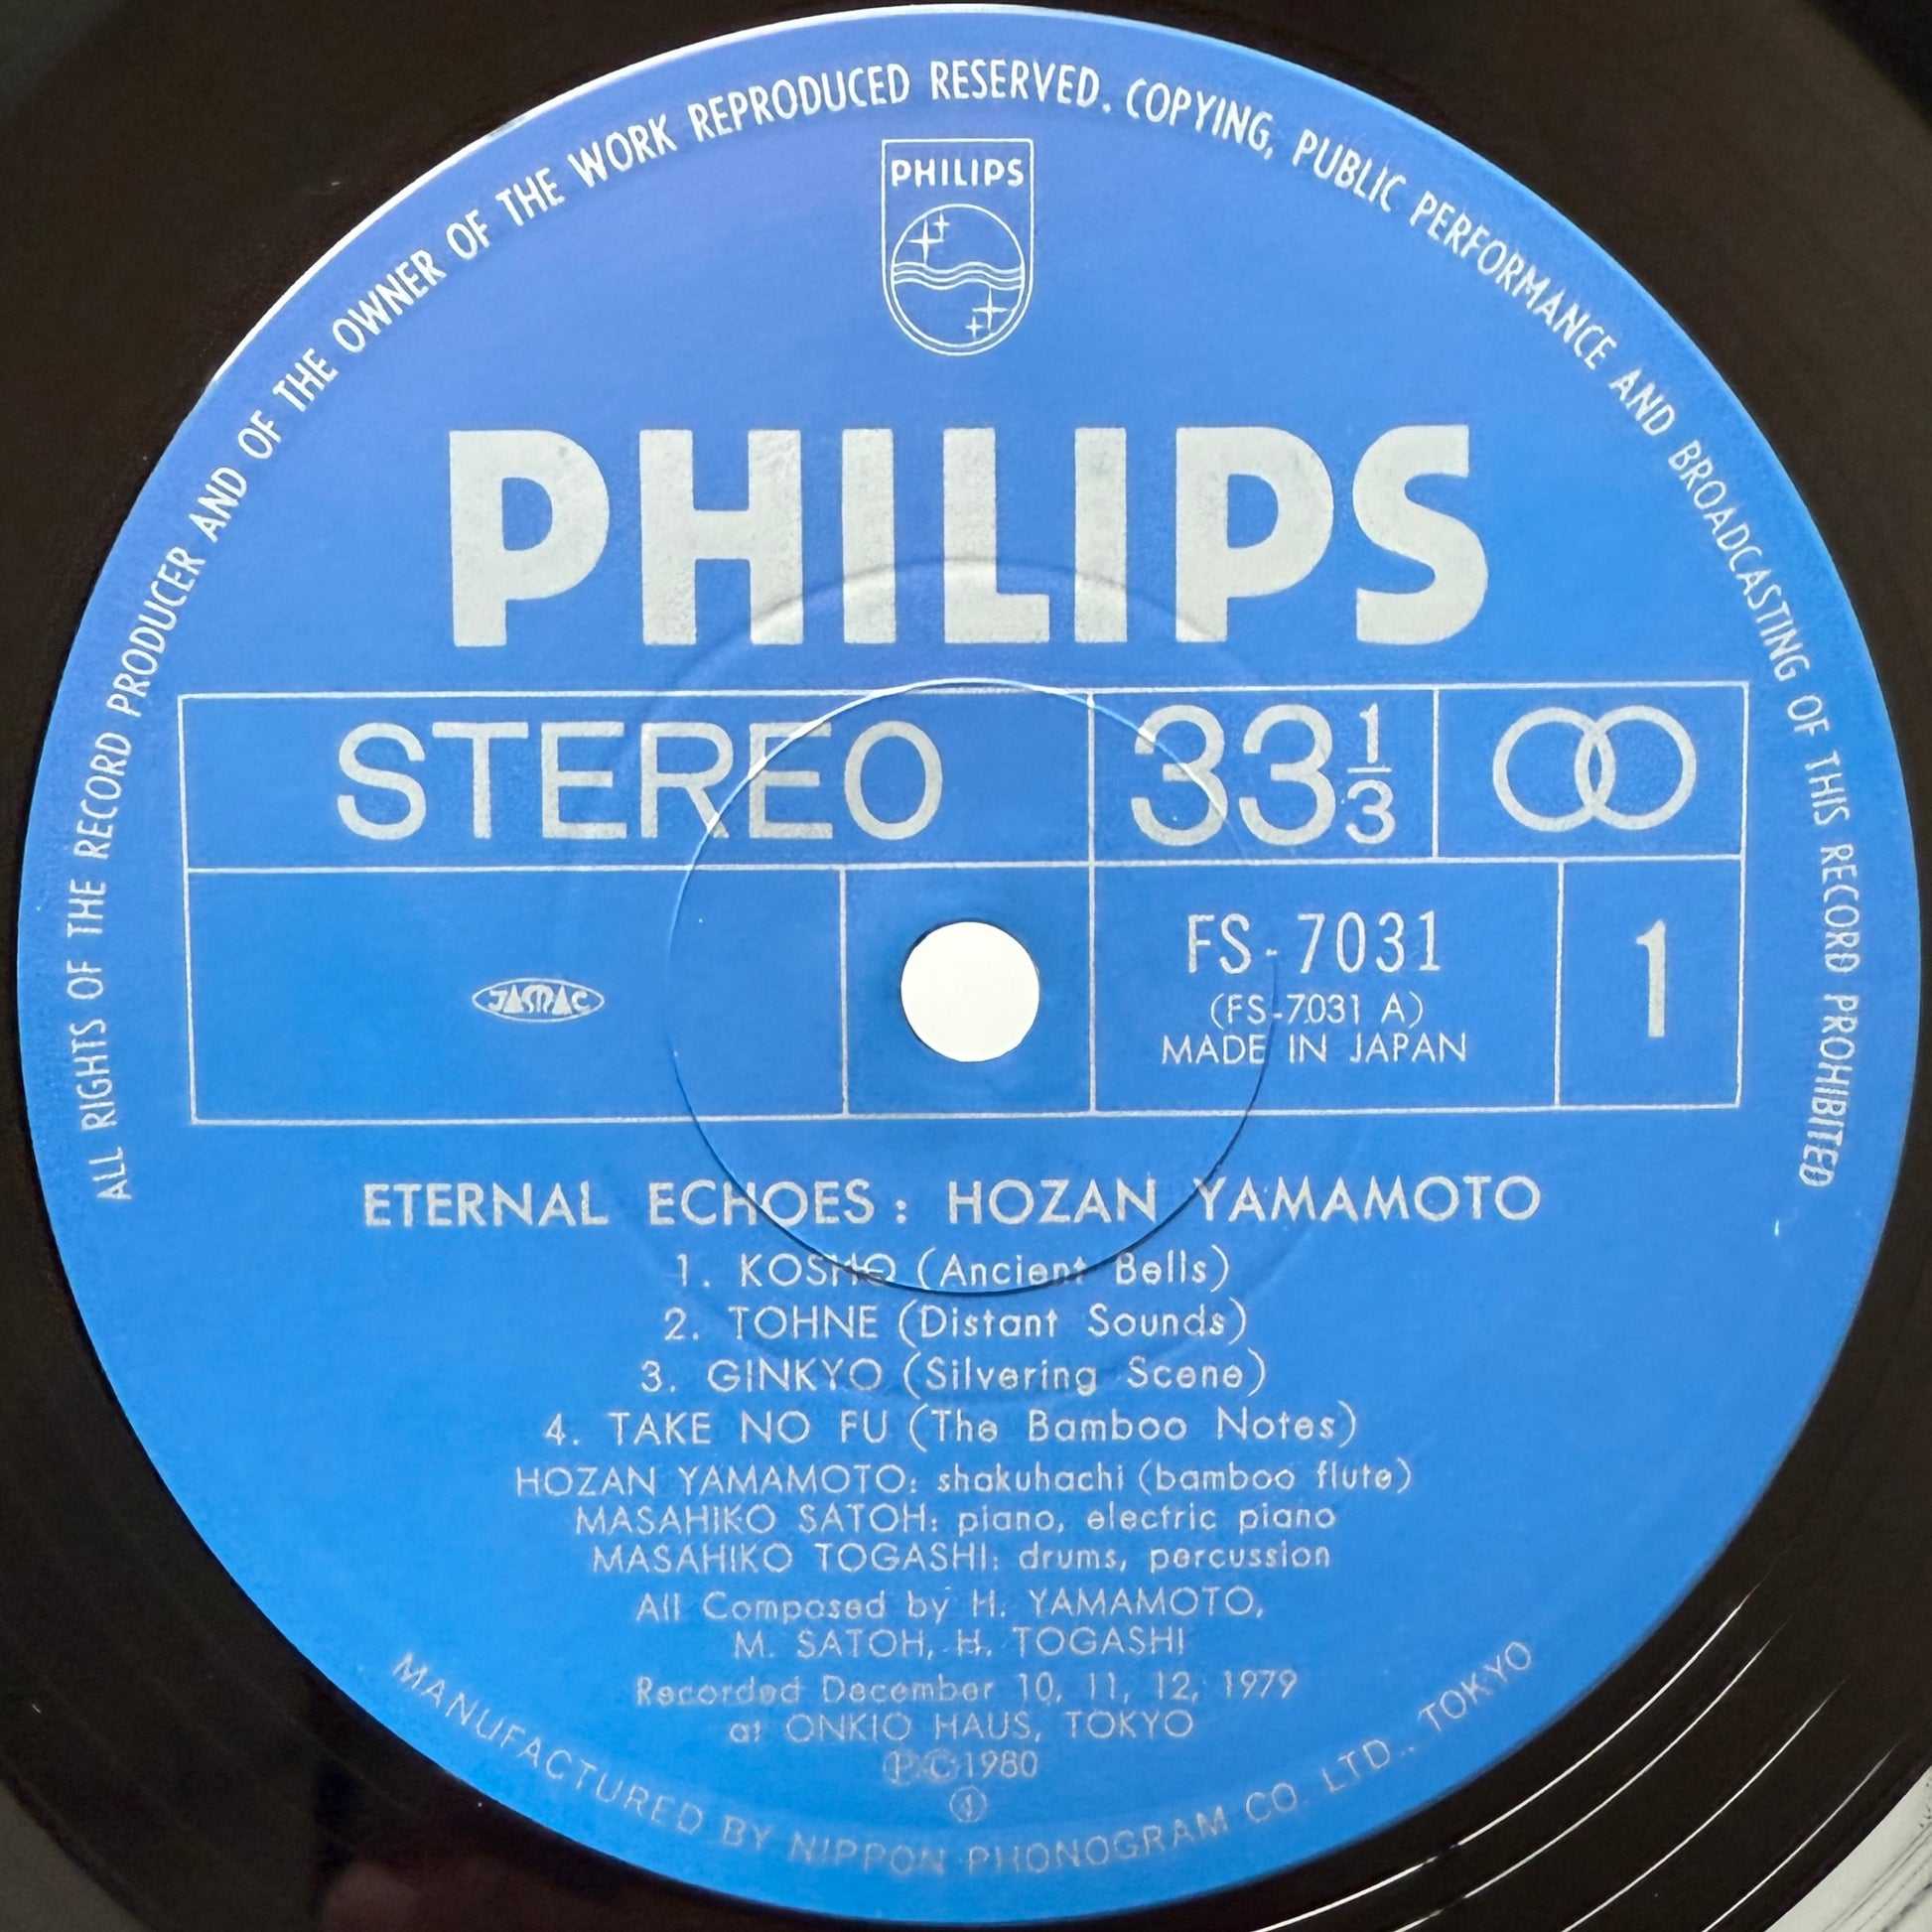 ALL RIGHTS OF THE RECORD PRODUCER AND OF THE OWNER OF THE WORK REPRODUCED RESERVED. COPYING, PUBLIC PERFORMANCE AND BROADCASTING OF THIS RECORD PROHIBITED
PHILIPS
PHILIPS
STEREO 33 1/3
JASRAC
FS-7031
(FS-7031 A)
MADE IN JAPAN
1
ETERNAL ECHOES: HOZAN YAMAMOTO
1. KOSHO (Ancient Bells)
2. TOHNE (Distant Sounds)
3. GINKYO (Silvering Scene)
4. TAKE NO FU (The Bamboo Notes)
HOZAN YAMAMOTO: shakuhachi (bamboo flute)
MASAHIKO SATOH: piano, electric piano
MASAHIKO TOGASHI: drums, percussion
All Composed by H. YAMAMOTO,
M. SATOH, H. TOGASHI
Recorded December 10, 11, 12, 1979
at ONKIO HAUS, TOKYO
Ⓟ©1980
MANUFACTURED BY NIPPON PHONOGRAM CO. LTD., TOKYO